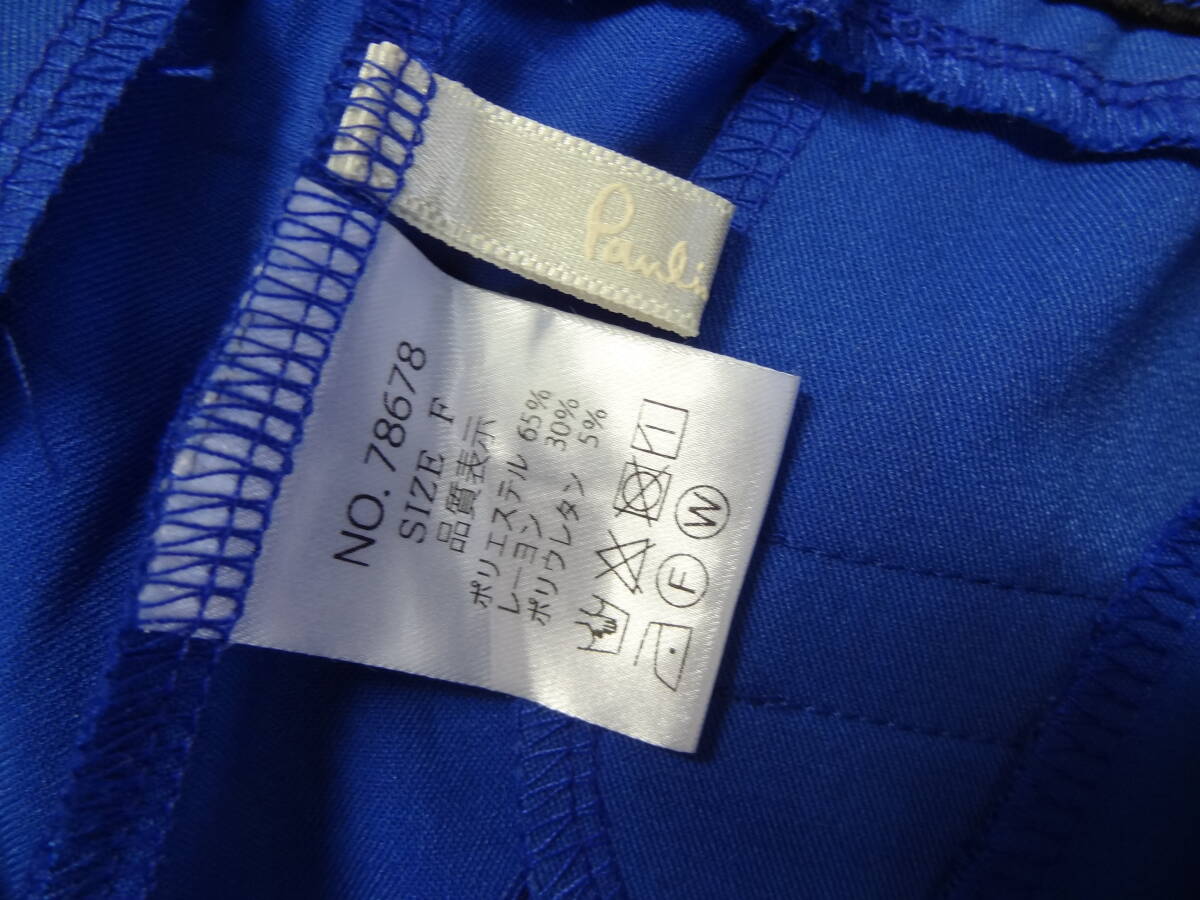 Pauli
NO. 78678
SIZE F
品質表示
ポリエステル 65%
レーヨン 30%
ポリウレタン 5%
F W